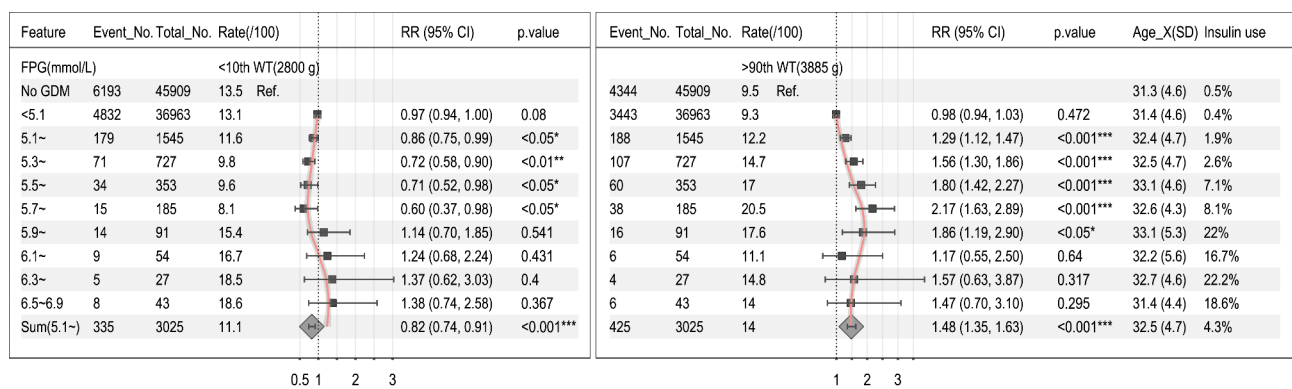 Feature Event_No. Total_No. Rate(/100) RR (95% CI) p.value Event_No. Total_No. Rate(/100) RR (95% CI) p.value Age_X(SD) Insulin use
FPG(mmol/L) <10th WT(2800 g) >90th WT(3885 g)
No GDM 6193 45909 13.5 Ref. 4344 45909 9.5 Ref. 31.3 (4.6) 0.5%
<5.1 4832 36963 13.1 0.97 (0.94, 1.00) 0.08 3443 36963 9.3 0.98 (0.94, 1.03) 0.472 31.4 (4.6) 0.4%
5.1~ 179 1545 11.6 0.86 (0.75, 0.99) <0.05* 188 1545 12.2 1.29 (1.12, 1.47) <0.001*** 32.4 (4.7) 1.9%
5.3~ 71 727 9.8 0.72 (0.58, 0.90) <0.01** 107 727 14.7 1.56 (1.30, 1.86) <0.001*** 32.5 (4.7) 2.6%
5.5~ 34 353 9.6 0.71 (0.52, 0.98) <0.05* 60 353 17 1.80 (1.42, 2.27) <0.001*** 33.1 (4.6) 7.1%
5.7~ 15 185 8.1 0.60 (0.37, 0.98) <0.05* 38 185 20.5 2.17 (1.63, 2.89) <0.001*** 32.6 (4.3) 8.1%
5.9~ 14 91 15.4 1.14 (0.70, 1.85) 0.541 16 91 17.6 1.86 (1.19, 2.90) <0.05* 33.1 (5.3) 22%
6.1~ 9 54 16.7 1.24 (0.68, 2.24) 0.431 6 54 11.1 1.17 (0.55, 2.50) 0.64 32.2 (5.6) 16.7%
6.3~ 5 27 18.5 1.37 (0.62, 3.03) 0.4 4 27 14.8 1.57 (0.63, 3.87) 0.317 32.7 (4.6) 22.2%
6.5~6.9 8 43 18.6 1.38 (0.74, 2.58) 0.367 6 43 14 1.47 (0.70, 3.10) 0.295 31.4 (4.4) 18.6%
Sum(5.1~) 335 3025 11.1 0.82 (0.74, 0.91) <0.001*** 425 3025 14 1.48 (1.35, 1.63) <0.001*** 32.5 (4.7) 4.3%
0.5 1 2 3 1 2 3